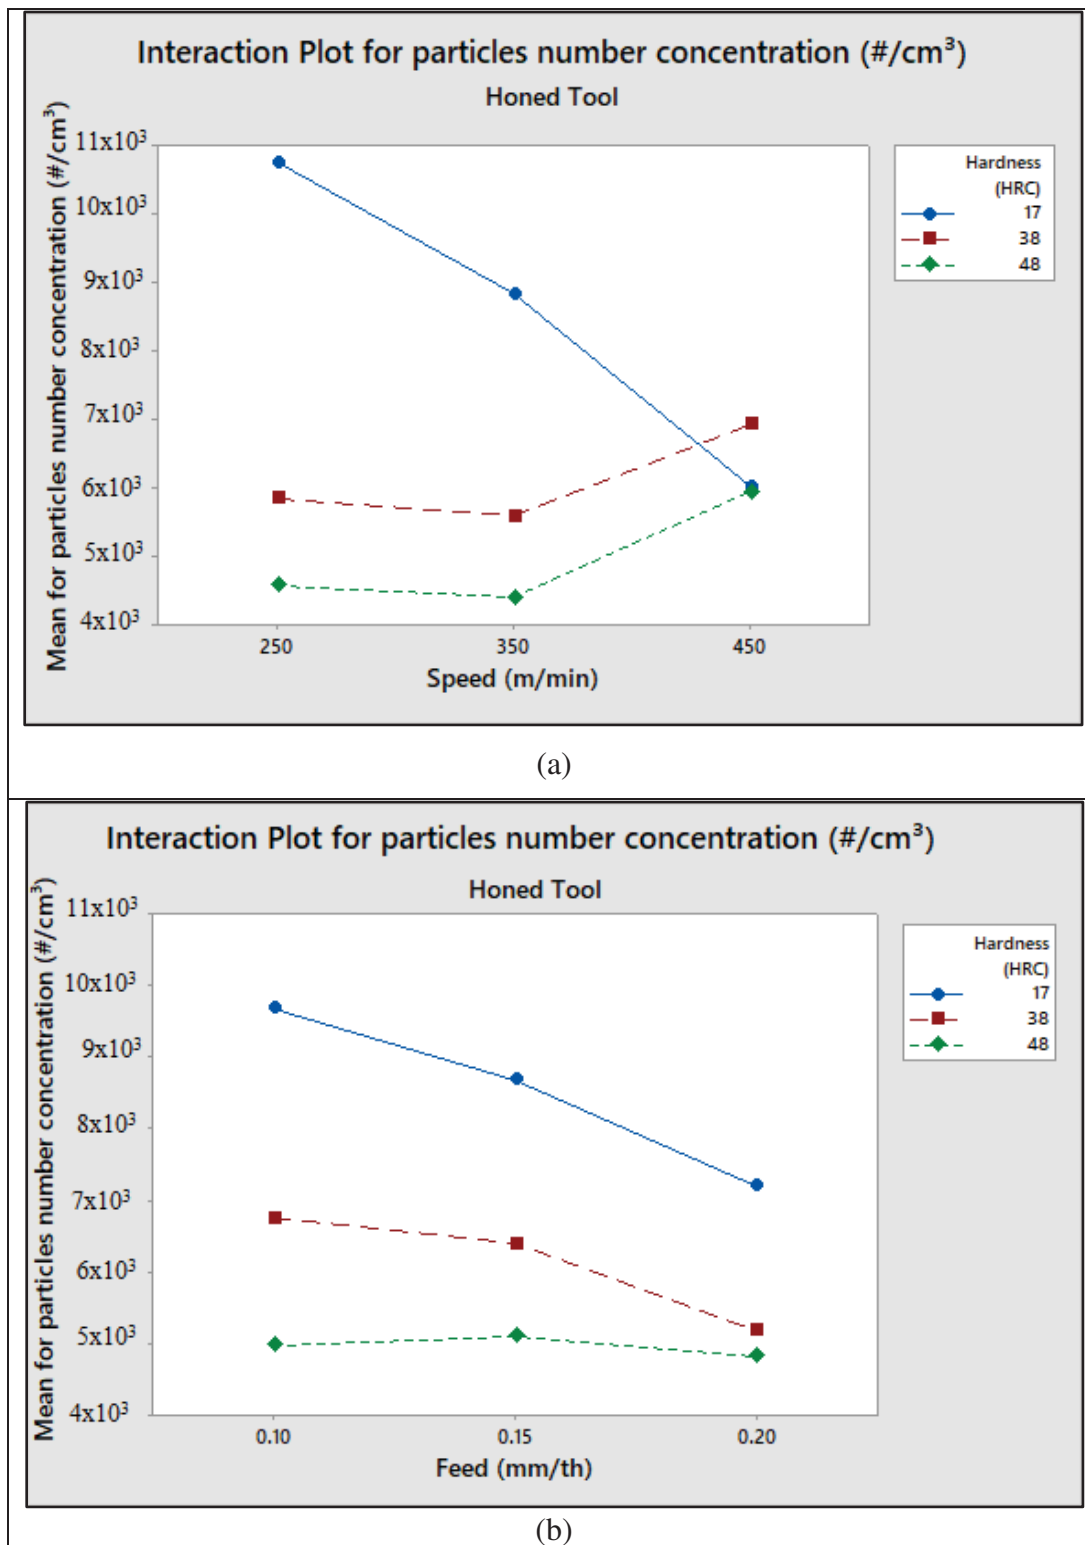 Interaction Plot for particles number concentration (#/cm³)
Honed Tool
Mean for particles number concentration (#/cm³)
11x10³
10x10³
9x10³
8x10³
7x10³
6x10³
5x10³
4x10³
250
350
450
Speed (m/min)
Hardness
(HRC)
17
38
48
(a)
Interaction Plot for particles number concentration (#/cm³)
Honed Tool
Mean for particles number concentration (#/cm³)
11x10³
10x10³
9x10³
8x10³
7x10³
6x10³
5x10³
4x10³
0.10
0.15
0.20
Feed (mm/th)
Hardness
(HRC)
17
38
48
(b)